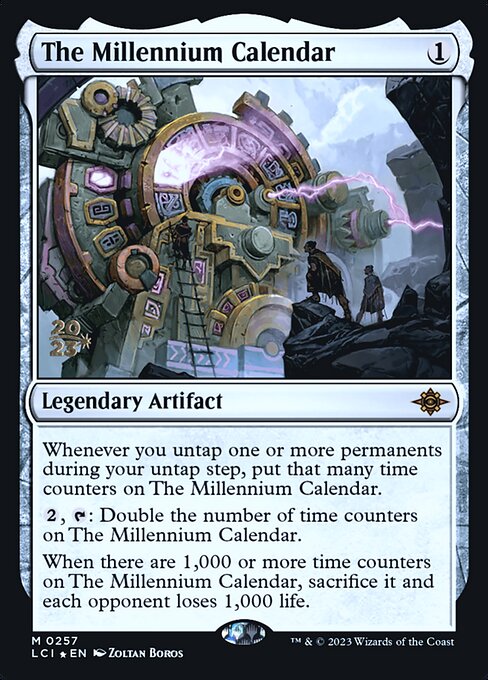 The Millennium Calendar 1
20
23
Legendary Artifact
Whenever you untap one or more permanents
during your untap step, put that many time
counters on The Millennium Calendar.
2, : Double the number of time counters
on The Millennium Calendar.
When there are 1,000 or more time counters
on The Millennium Calendar, sacrifice it and
each opponent loses 1,000 life.
M 0257
LCI ★ EN Zoltan Boros
™ & © 2023 Wizards of the Coast